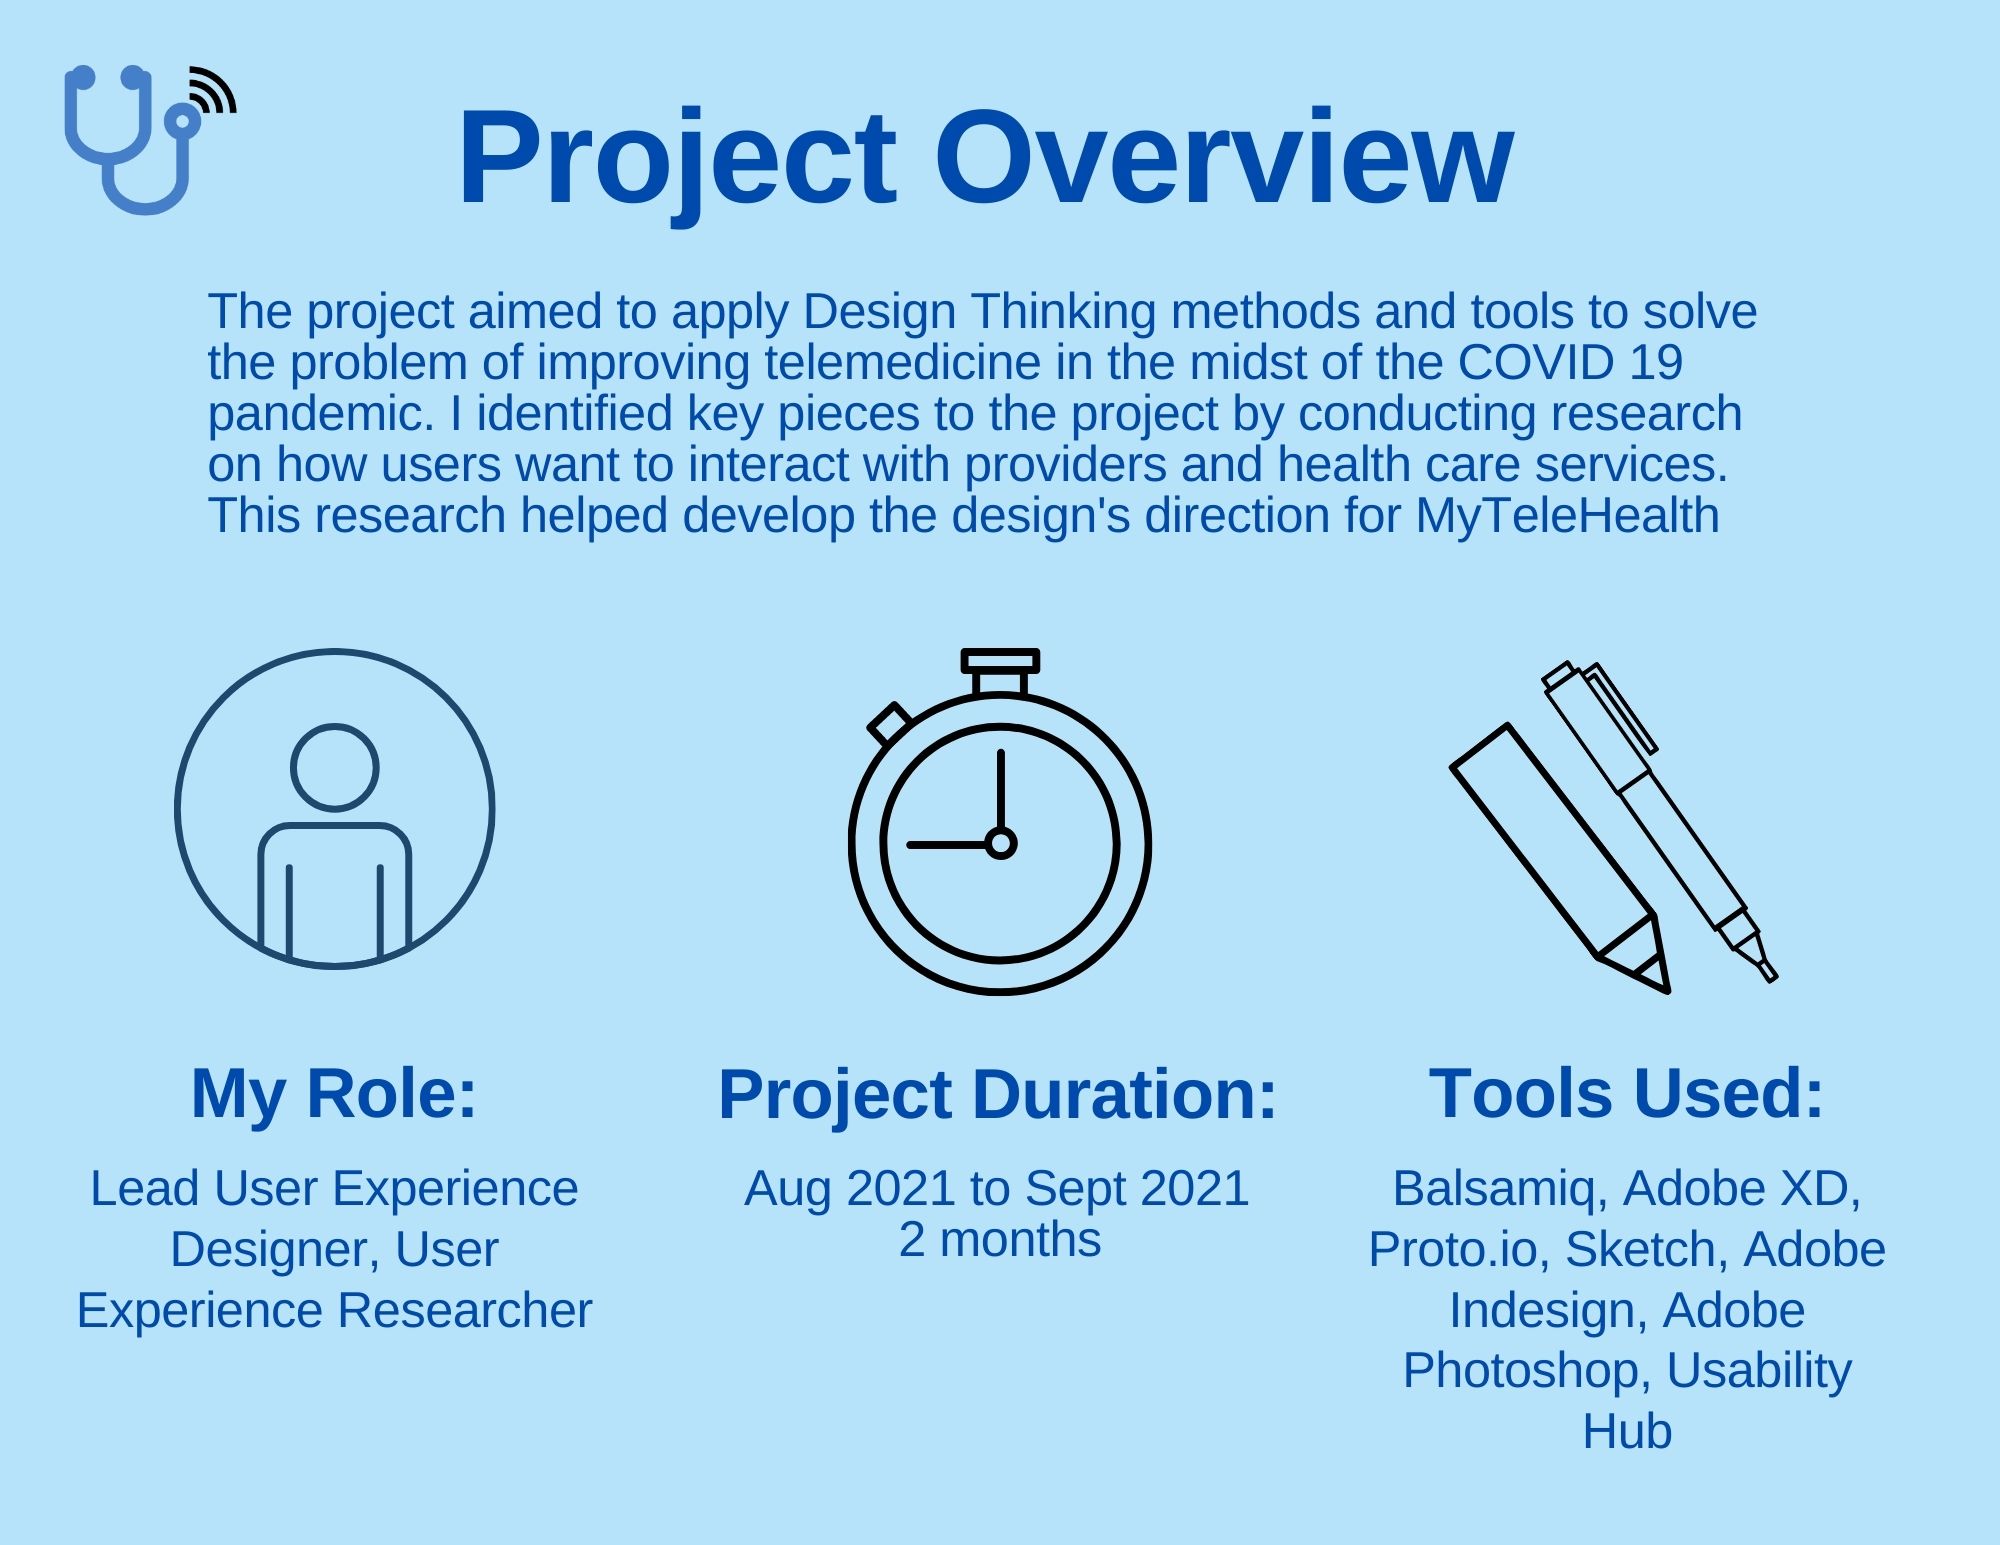 Project Overview
The project aimed to apply Design Thinking methods and tools to solve
the problem of improving telemedicine in the midst of the COVID 19
pandemic. I identified key pieces to the project by conducting research
on how users want to interact with providers and health care services.
This research helped develop the design's direction for MyTeleHealth
My Role:
Lead User Experience
Designer, User
Experience Researcher
Project Duration:
Aug 2021 to Sept 2021
2 months
Tools Used:
Balsamiq, Adobe XD,
Proto.io, Sketch, Adobe
Indesign, Adobe
Photoshop, Usability
Hub